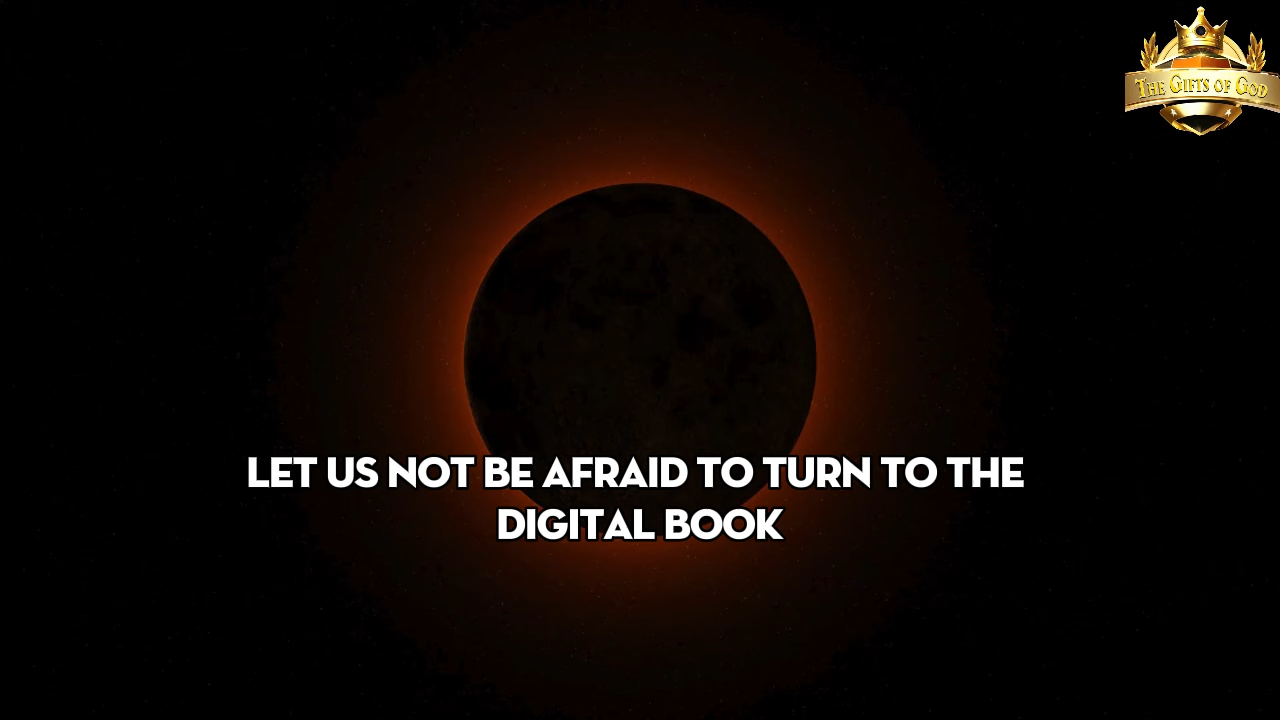 THE GIFTS OF GOD
LET US NOT BE AFRAID TO TURN TO THE
DIGITAL BOOK